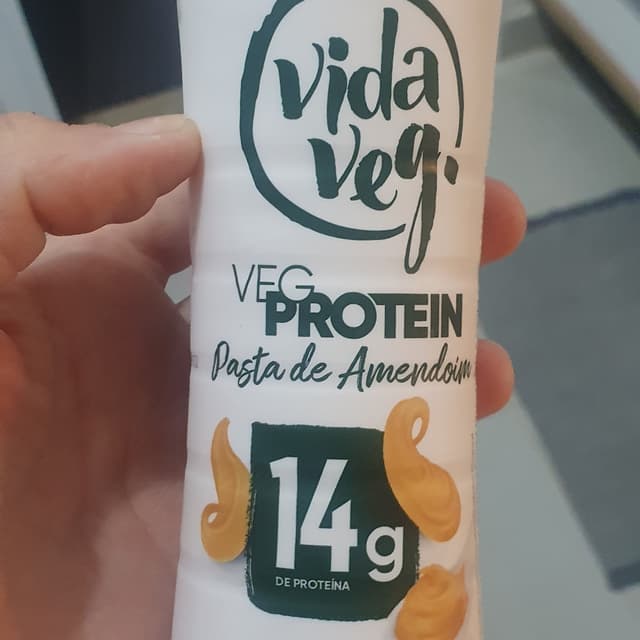 vida
veg.
VEG
PROTEIN
Pasta de Amendoim
14g
DE PROTEÍNA